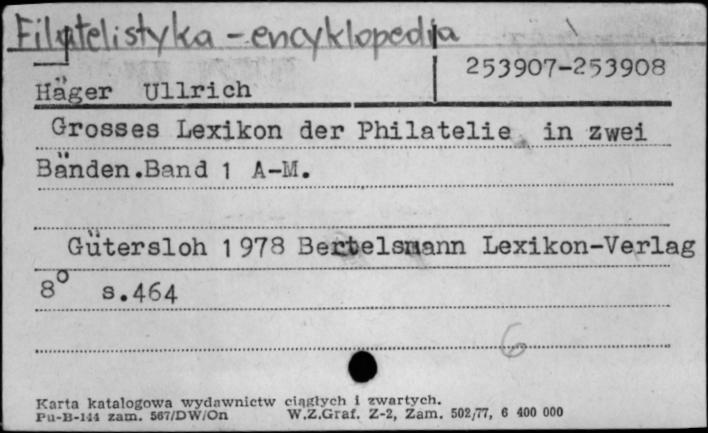 Filatelistyka - encyklopedia
253907-253908
Häger Ullrich
Grosses Lexikon der Philatelie in zwei
Bänden.Band 1 A-M.
Gütersloh 1978 Bertelsmann Lexikon-Verlag
8° s.464
6
Karta katalogowa wydawnictw ciągłych i zwartych.
Pu-B-144 zam. 567/DW/On W.Z.Graf. Z-2, Zam. 502/77, 6 400 000